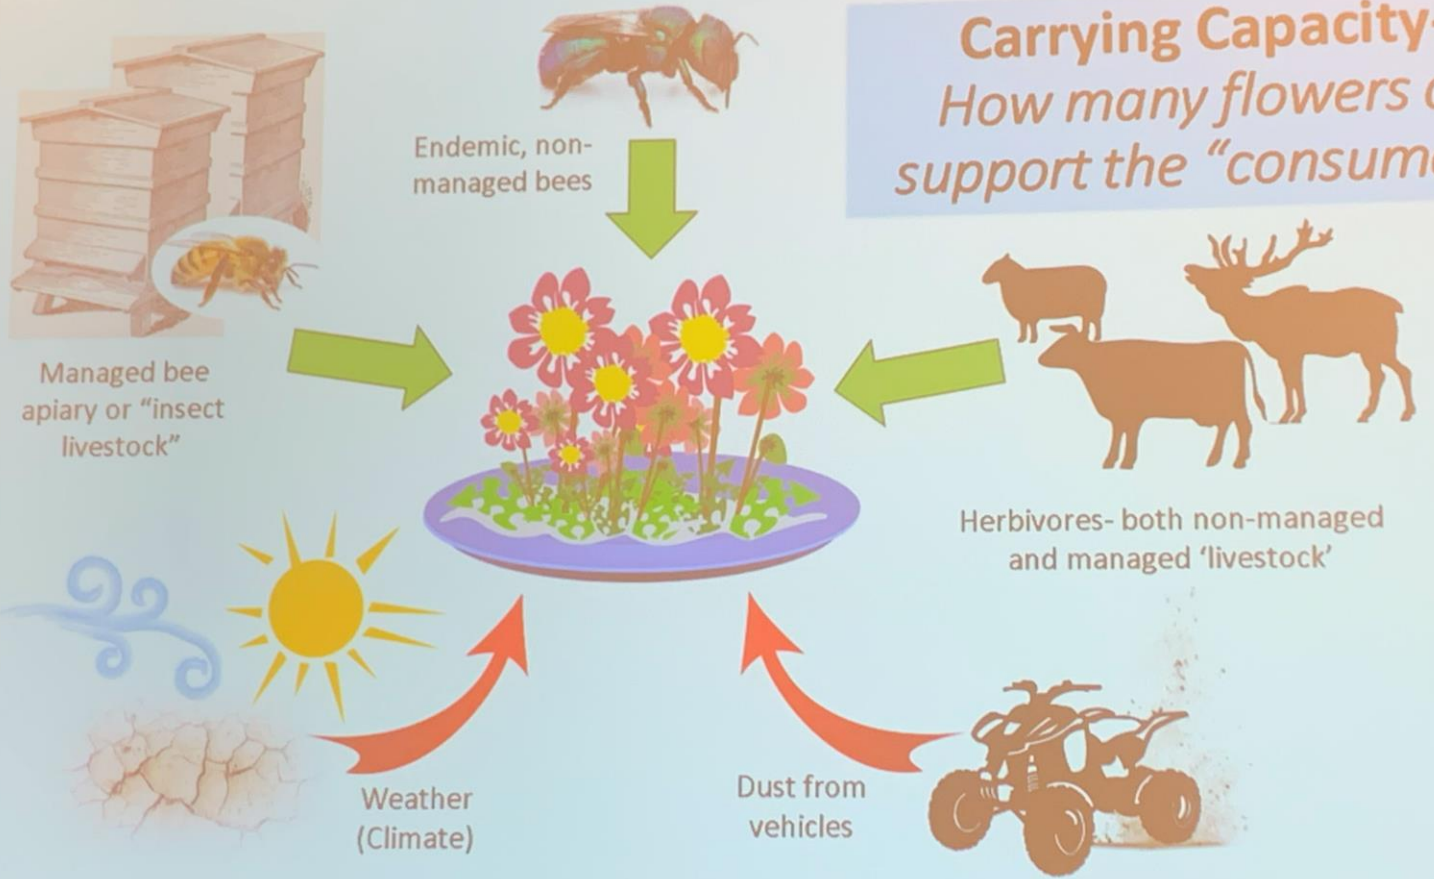 Carrying Capacity-
How many flowers
support the “consum
Endemic, non-
managed bees
Managed bee
apiary or “insect
livestock”
Herbivores- both non-managed
and managed ‘livestock’
Weather
(Climate)
Dust from
vehicles